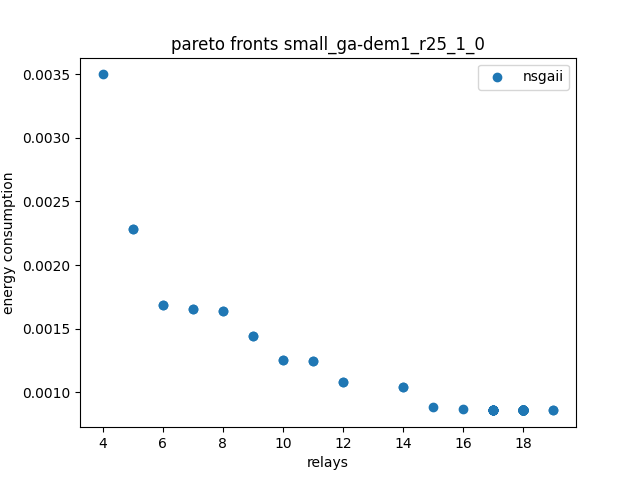 pareto fronts small_ga-dem1_r25_1_0
nsgaii
energy consumption
0.0035
0.0030
0.0025
0.0020
0.0015
0.0010
4 6 8 10 12 14 16 18
relays